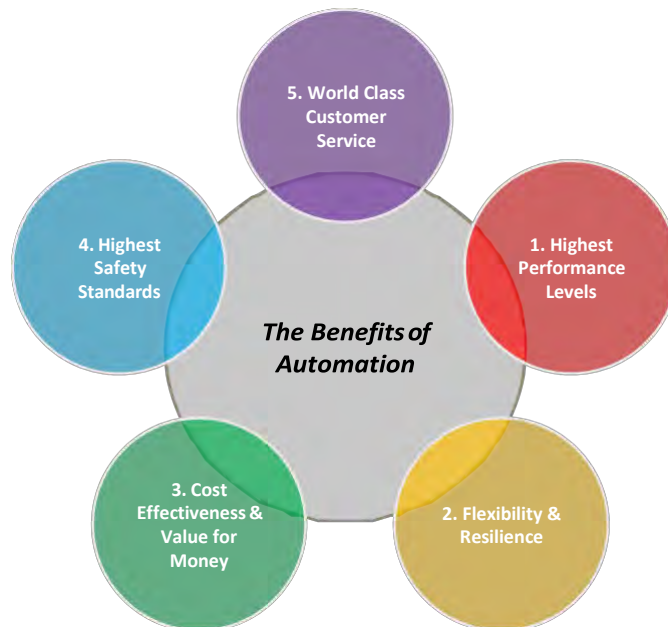 5. World Class
Customer
Service
4. Highest
Safety
Standards
1. Highest
Performance
Levels
The Benefits of
Automation
3. Cost
Effectiveness &
Value for
Money
2. Flexibility &
Resilience